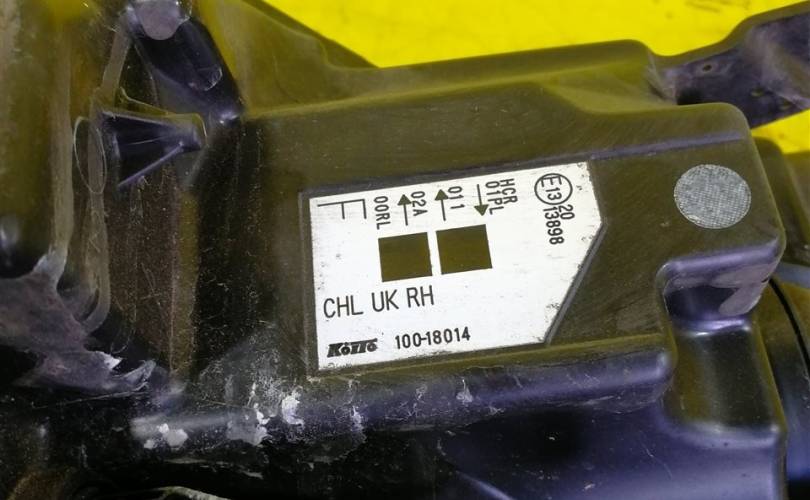 E13 20
13898
HCR
01PL
011
02A
00RL
CHL UK RH
KOITO 100-18014